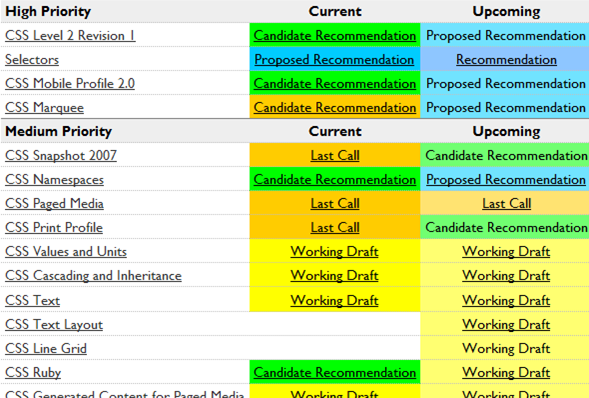 High Priority Current Upcoming
CSS Level 2 Revision 1 Candidate Recommendation Proposed Recommendation
Selectors Proposed Recommendation Recommendation
CSS Mobile Profile 2.0 Candidate Recommendation Proposed Recommendation
CSS Marquee Candidate Recommendation Proposed Recommendation
Medium Priority Current Upcoming
CSS Snapshot 2007 Last Call Candidate Recommendation
CSS Namespaces Candidate Recommendation Proposed Recommendation
CSS Paged Media Last Call Last Call
CSS Print Profile Last Call Candidate Recommendation
CSS Values and Units Working Draft Working Draft
CSS Cascading and Inheritance Working Draft Working Draft
CSS Text Working Draft Working Draft
CSS Text Layout Working Draft
CSS Line Grid Working Draft
CSS Ruby Candidate Recommendation Working Draft
CSS Generated Content for Paged Media Working Draft Working Draft